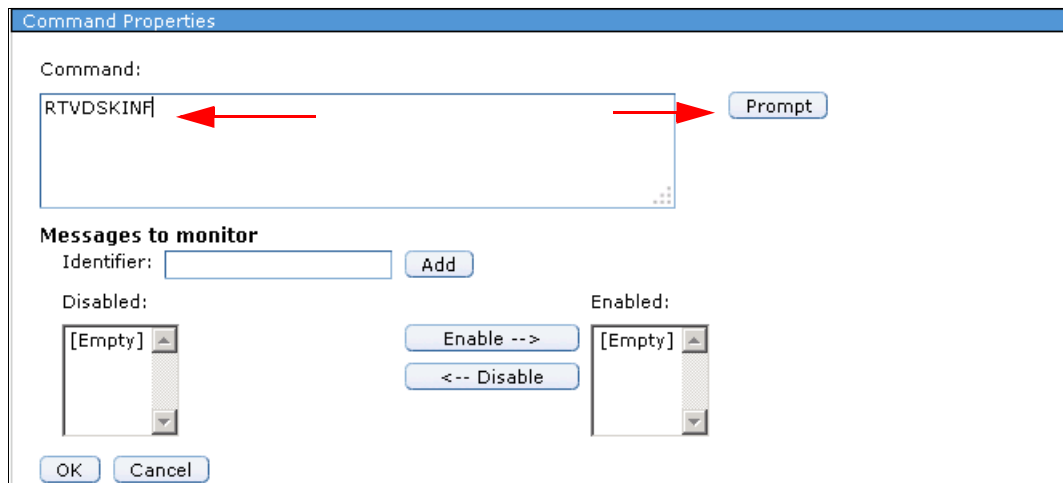 Command Properties
Command:
RTVDSKINF
Prompt
Messages to monitor
Identifier:
Add
Disabled:
Enabled:
[Empty]
Enable -->
[Empty]
<-- Disable
OK
Cancel